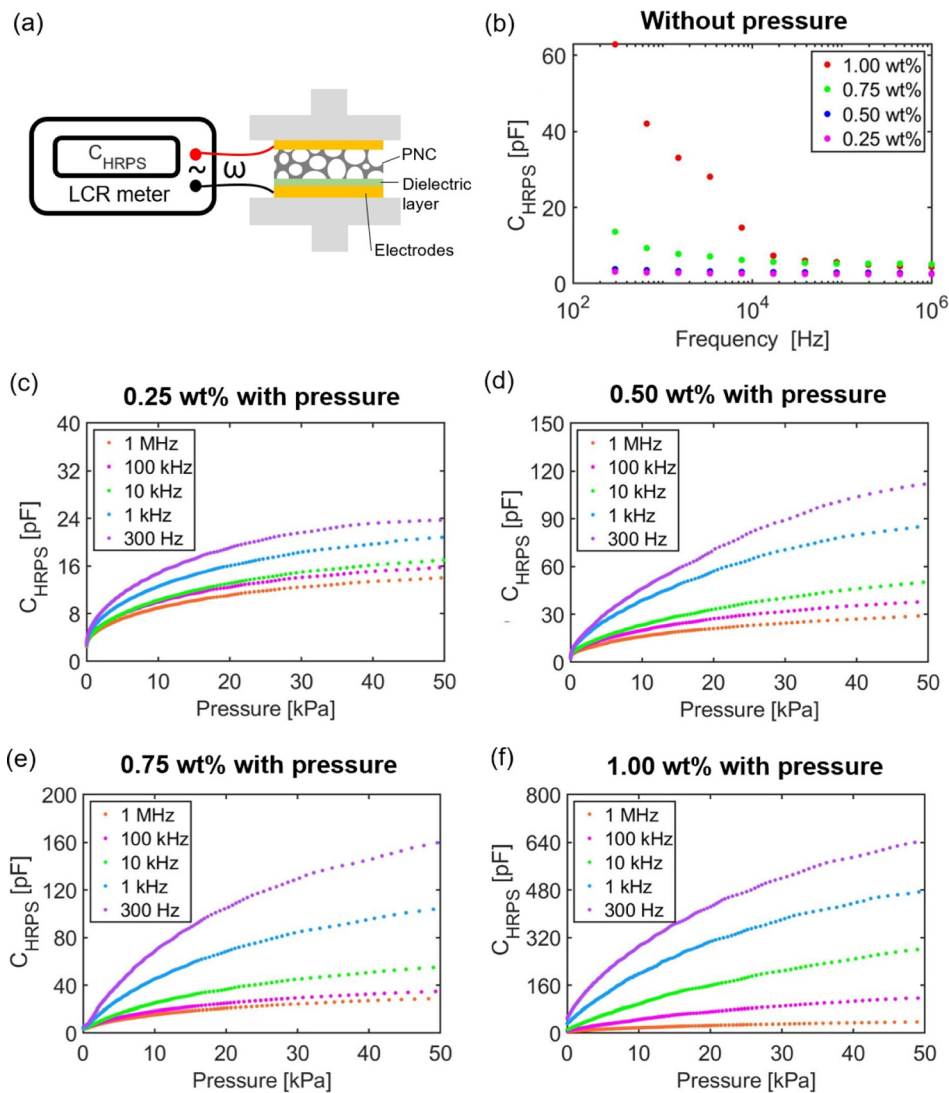 (a)
C_HRPS
LCR meter
~
ω
PNC
Dielectric
layer
Electrodes
(b)
Without pressure
C_HRPS [pF]
60
40
20
0
1.00 wt%
0.75 wt%
0.50 wt%
0.25 wt%
10^2
10^4
10^6
Frequency [Hz]
(c)
0.25 wt% with pressure
C_HRPS [pF]
40
32
24
16
8
0
1 MHz
100 kHz
10 kHz
1 kHz
300 Hz
0 10 20 30 40 50
Pressure [kPa]
(d)
0.50 wt% with pressure
C_HRPS [pF]
150
120
90
60
30
0
1 MHz
100 kHz
10 kHz
1 kHz
300 Hz
0 10 20 30 40 50
Pressure [kPa]
(e)
0.75 wt% with pressure
C_HRPS [pF]
200
160
120
80
40
0
1 MHz
100 kHz
10 kHz
1 kHz
300 Hz
0 10 20 30 40 50
Pressure [kPa]
(f)
1.00 wt% with pressure
C_HRPS [pF]
800
640
480
320
160
0
1 MHz
100 kHz
10 kHz
1 kHz
300 Hz
0 10 20 30 40 50
Pressure [kPa]